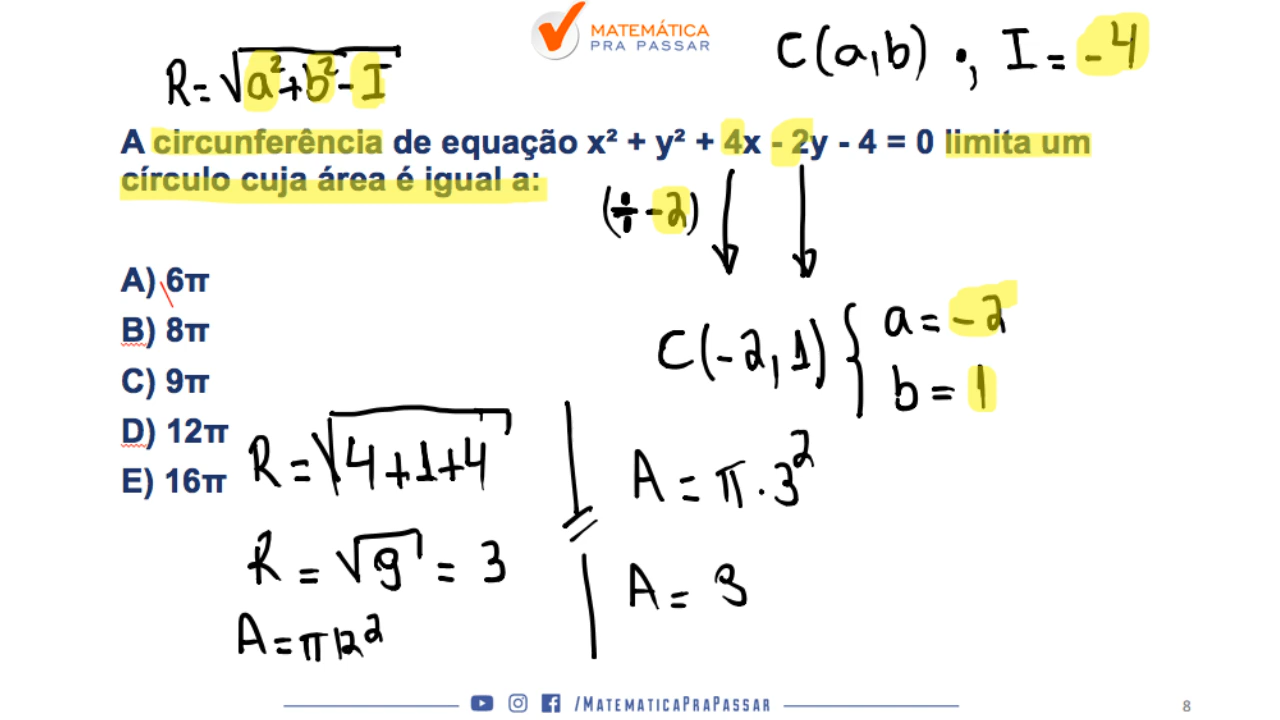 MATEMÁTICA
PRA PASSAR
C(a,b) ; I = -4
R = √a²+b²-I
A circunferência de equação x² + y² + 4x - 2y - 4 = 0 limita um
círculo cuja área é igual a:
(÷ -2)
A) 6π
B) 8π
C) 9π
D) 12π
E) 16π
C(-2,1) { a = -2
b = 1
R = √4+1+4
R = √9 = 3
A = πR²
A = π.3²
A = 9
/MATEMATICAPRAPASSAR
8